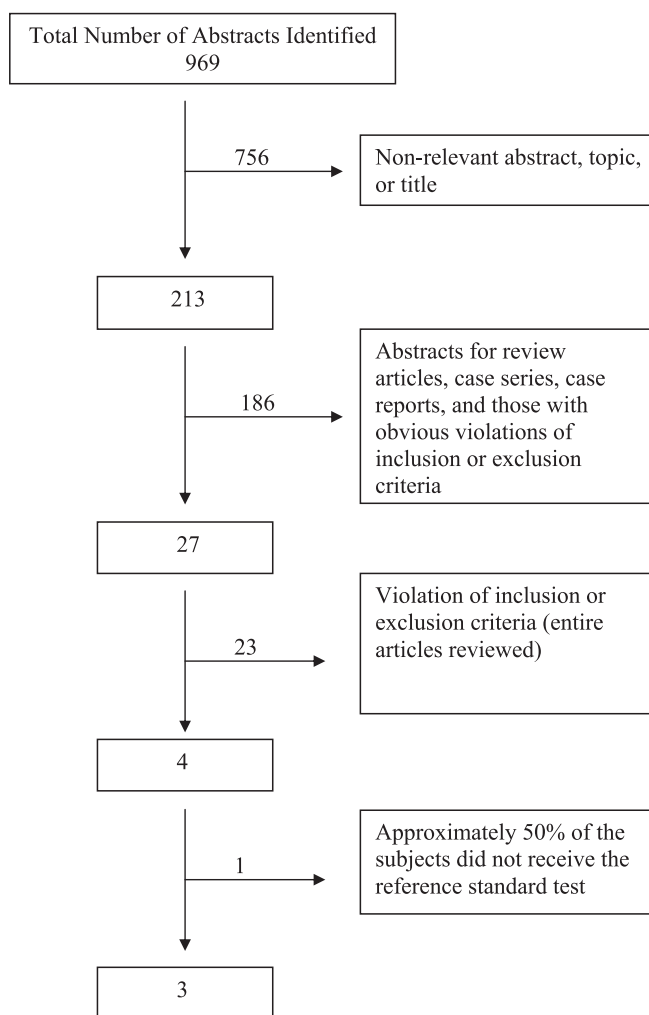 Total Number of Abstracts Identified
969
756
Non-relevant abstract, topic,
or title
213
186
Abstracts for review
articles, case series, case
reports, and those with
obvious violations of
inclusion or exclusion
criteria
27
23
Violation of inclusion or
exclusion criteria (entire
articles reviewed)
4
1
Approximately 50% of the
subjects did not receive the
reference standard test
3